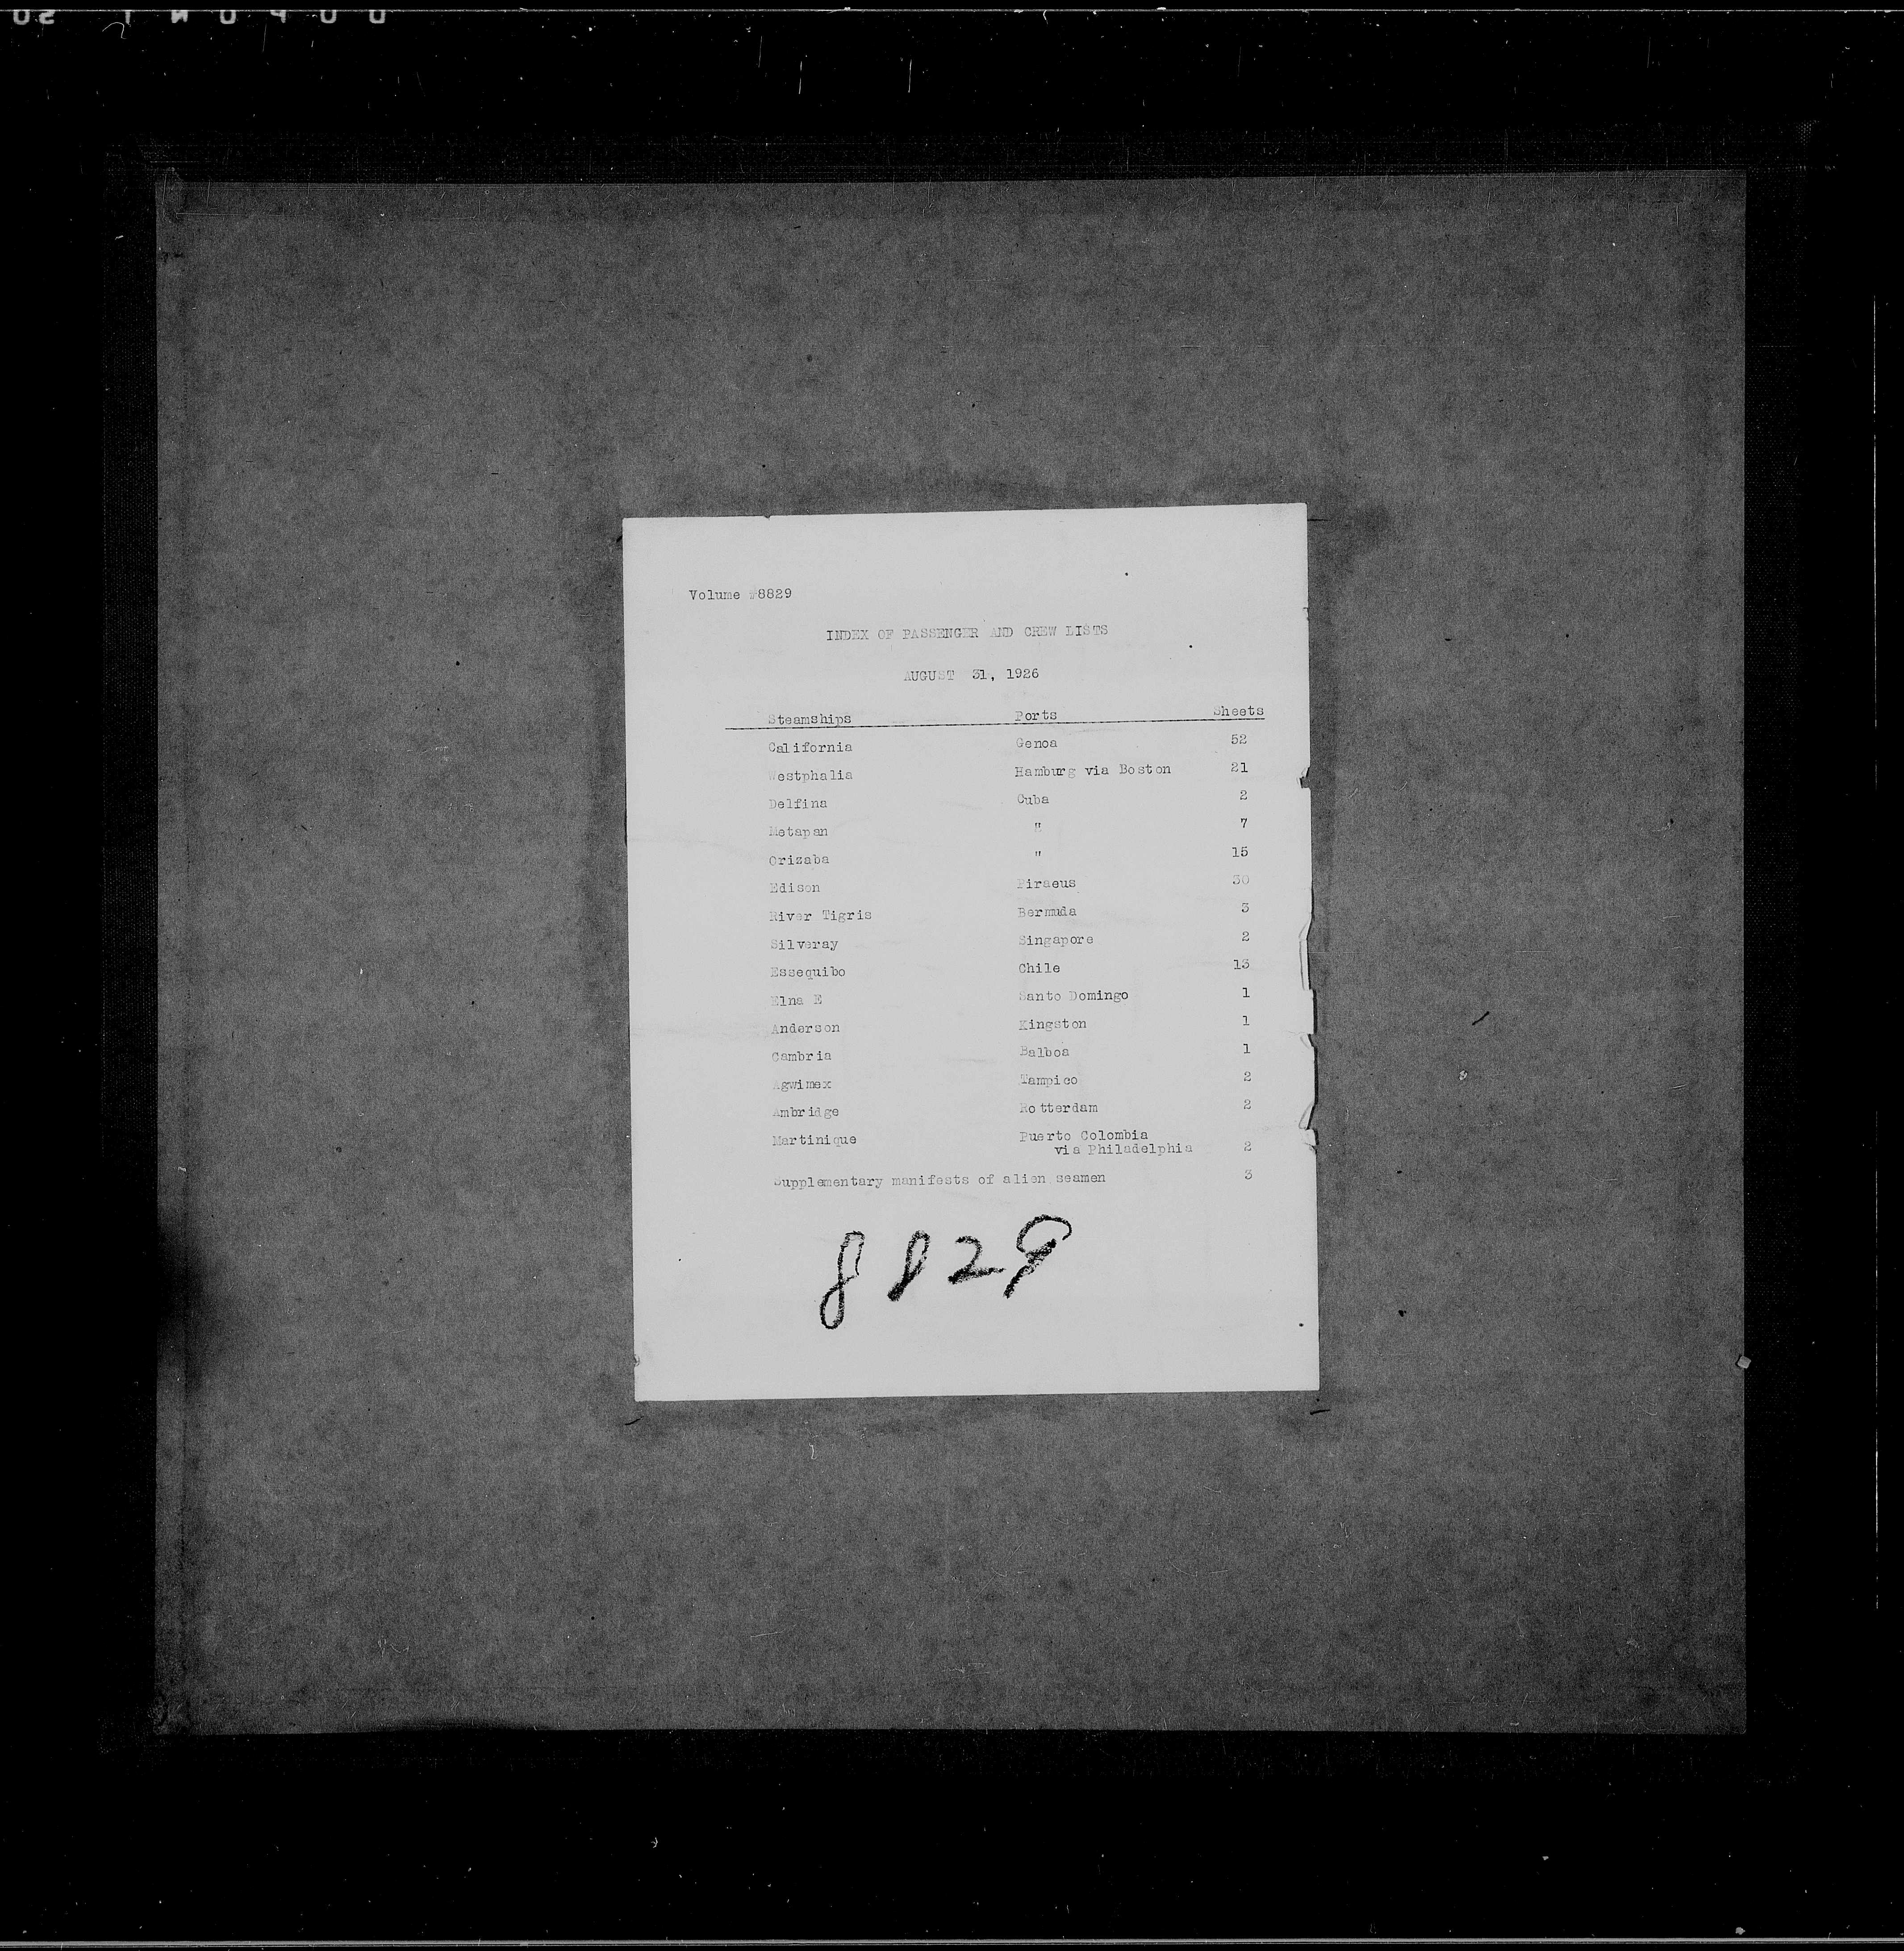 Volume #8829
INDEX OF PASSENGER AND CREW LISTS
AUGUST 31, 1926
Steamships Ports Sheets
California Genoa 52
Westphalia Hamburg via Boston 21
Delfina Cuba 2
Metapan " 7
Orizaba " 15
Edison Piraeus 30
River Tigris Bermuda 3
Silveray Singapore 2
Essequibo Chile 13
Elna E Santo Domingo 1
Anderson Kingston 1
Cambria Balboa 1
Agwimex Tampico 2
Ambridge Rotterdam 2
Martinique Puerto Colombia
via Philadelphia 2
Supplementary manifests of alien seamen 3
8829